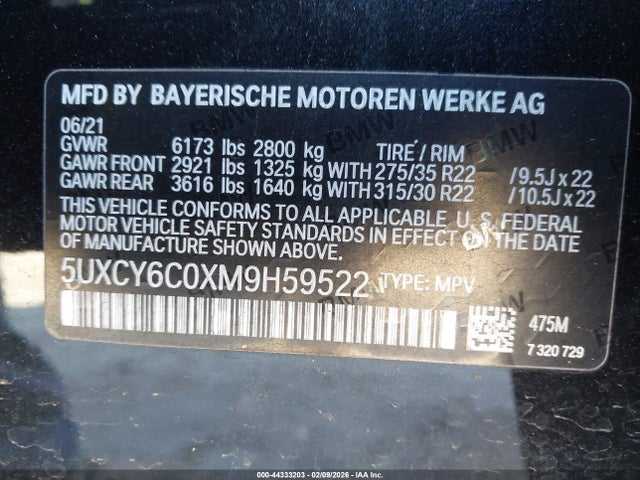 MFD BY BAYERISCHE MOTOREN WERKE AG
06/21
GVWR 6173 lbs 2800 kg TIRE / RIM
GAWR FRONT 2921 lbs 1325 kg WITH 275/35 R22 / 9.5J x 22
GAWR REAR 3616 lbs 1640 kg WITH 315/30 R22 / 10.5J x 22
THIS VEHICLE CONFORMS TO ALL APPLICABLE, U. S. FEDERAL
MOTOR VEHICLE SAFETY STANDARDS IN EFFECT ON THE DATE OF
MANUFACTURE SHOWN ABOVE.
5UXCY6C0XM9H59522 TYPE: MPV
475M
7 320 729
000-44333203 - 02/09/2026 - IAA Inc.